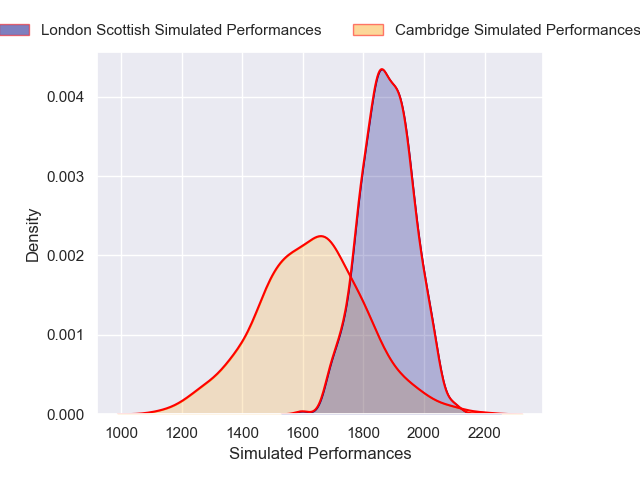 London Scottish Simulated Performances
Cambridge Simulated Performances
0.004
0.003
0.002
0.001
0.000
Density
1000 1200 1400 1600 1800 2000 2200
Simulated Performances